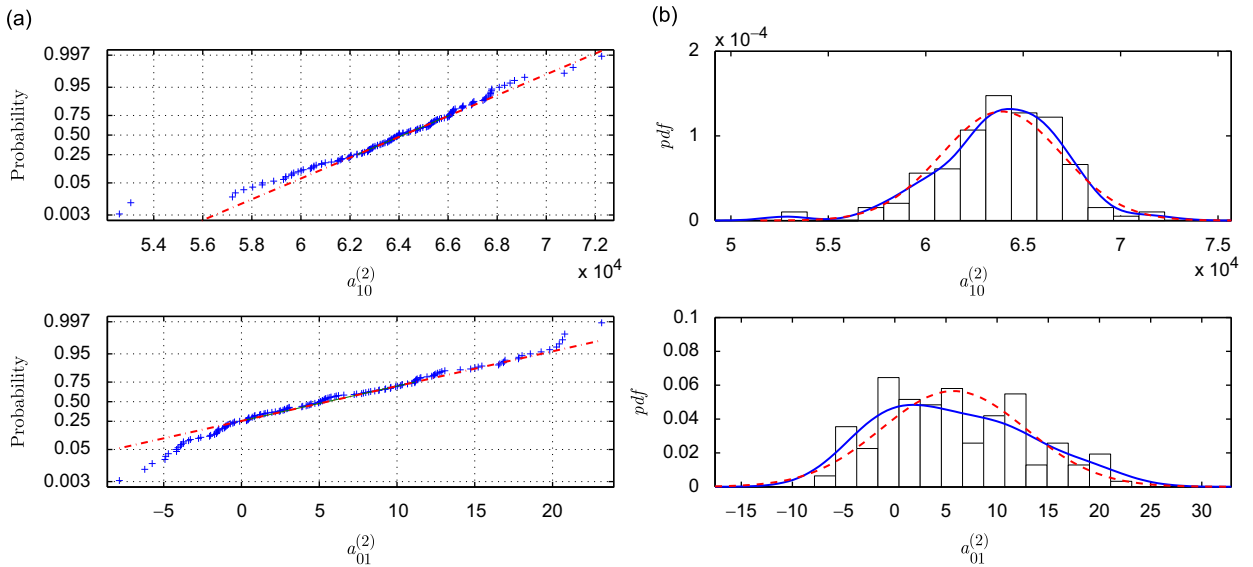 (a)
0.997
0.95
0.75
0.50
0.25
0.05
0.003
Probability
5.4 5.6 5.8 6 6.2 6.4 6.6 6.8 7 7.2
x 10^4
a_{10}^{(2)}
0.997
0.95
0.75
0.50
0.25
0.05
0.003
Probability
−5 0 5 10 15 20
a_{01}^{(2)}
(b)
x 10^{−4}
2
1
0
pdf
5 5.5 6 6.5 7 7.5
x 10^4
a_{10}^{(2)}
0.1
0.08
0.06
0.04
0.02
0
pdf
−15 −10 −5 0 5 10 15 20 25 30
a_{01}^{(2)}